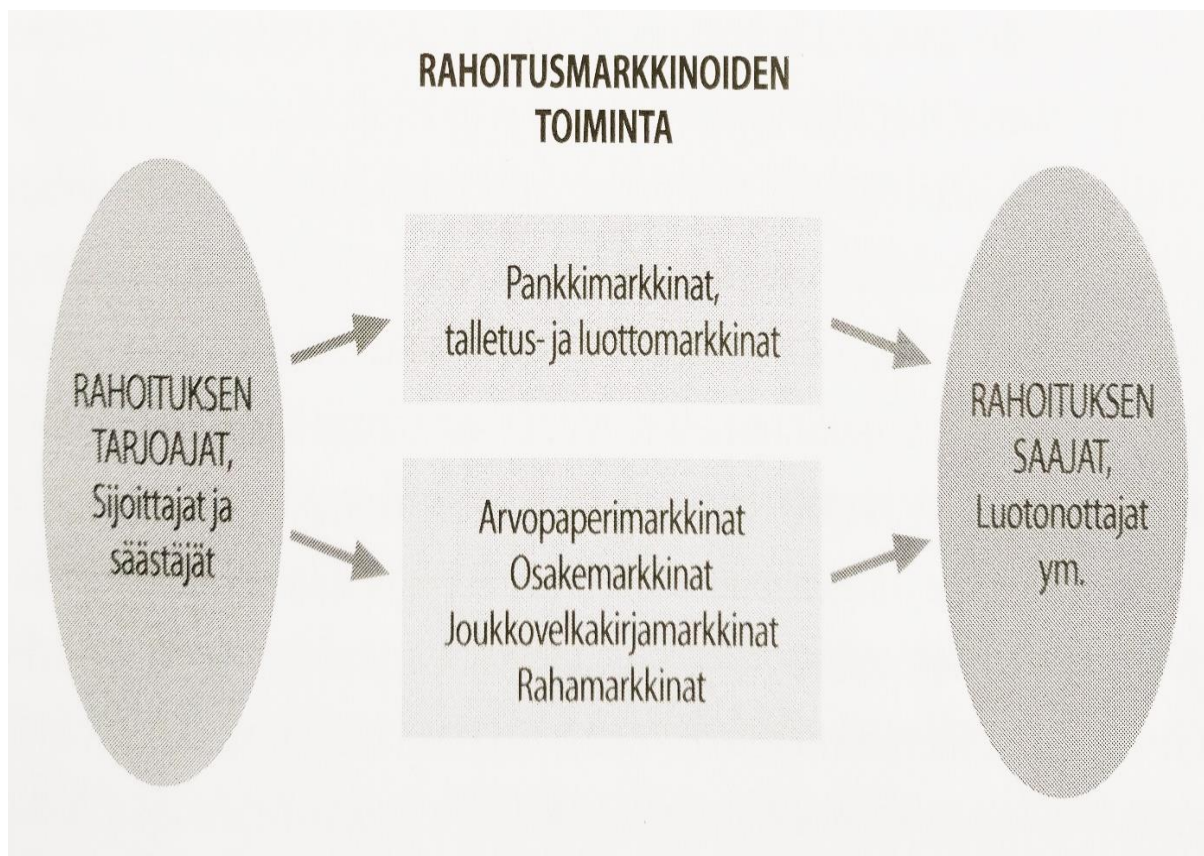 RAHOITUSMARKKINOIDEN
TOIMINTA
RAHOITUKSEN
TARJOAJAT,
Sijoittajat ja
säästäjät
Pankkimarkkinat,
talletus- ja luottomarkkinat
Arvopaperimarkkinat
Osakemarkkinat
Joukkovelkakirjamarkkinat
Rahamarkkinat
RAHOITUKSEN
SAAJAT,
Luotonottajat
ym.